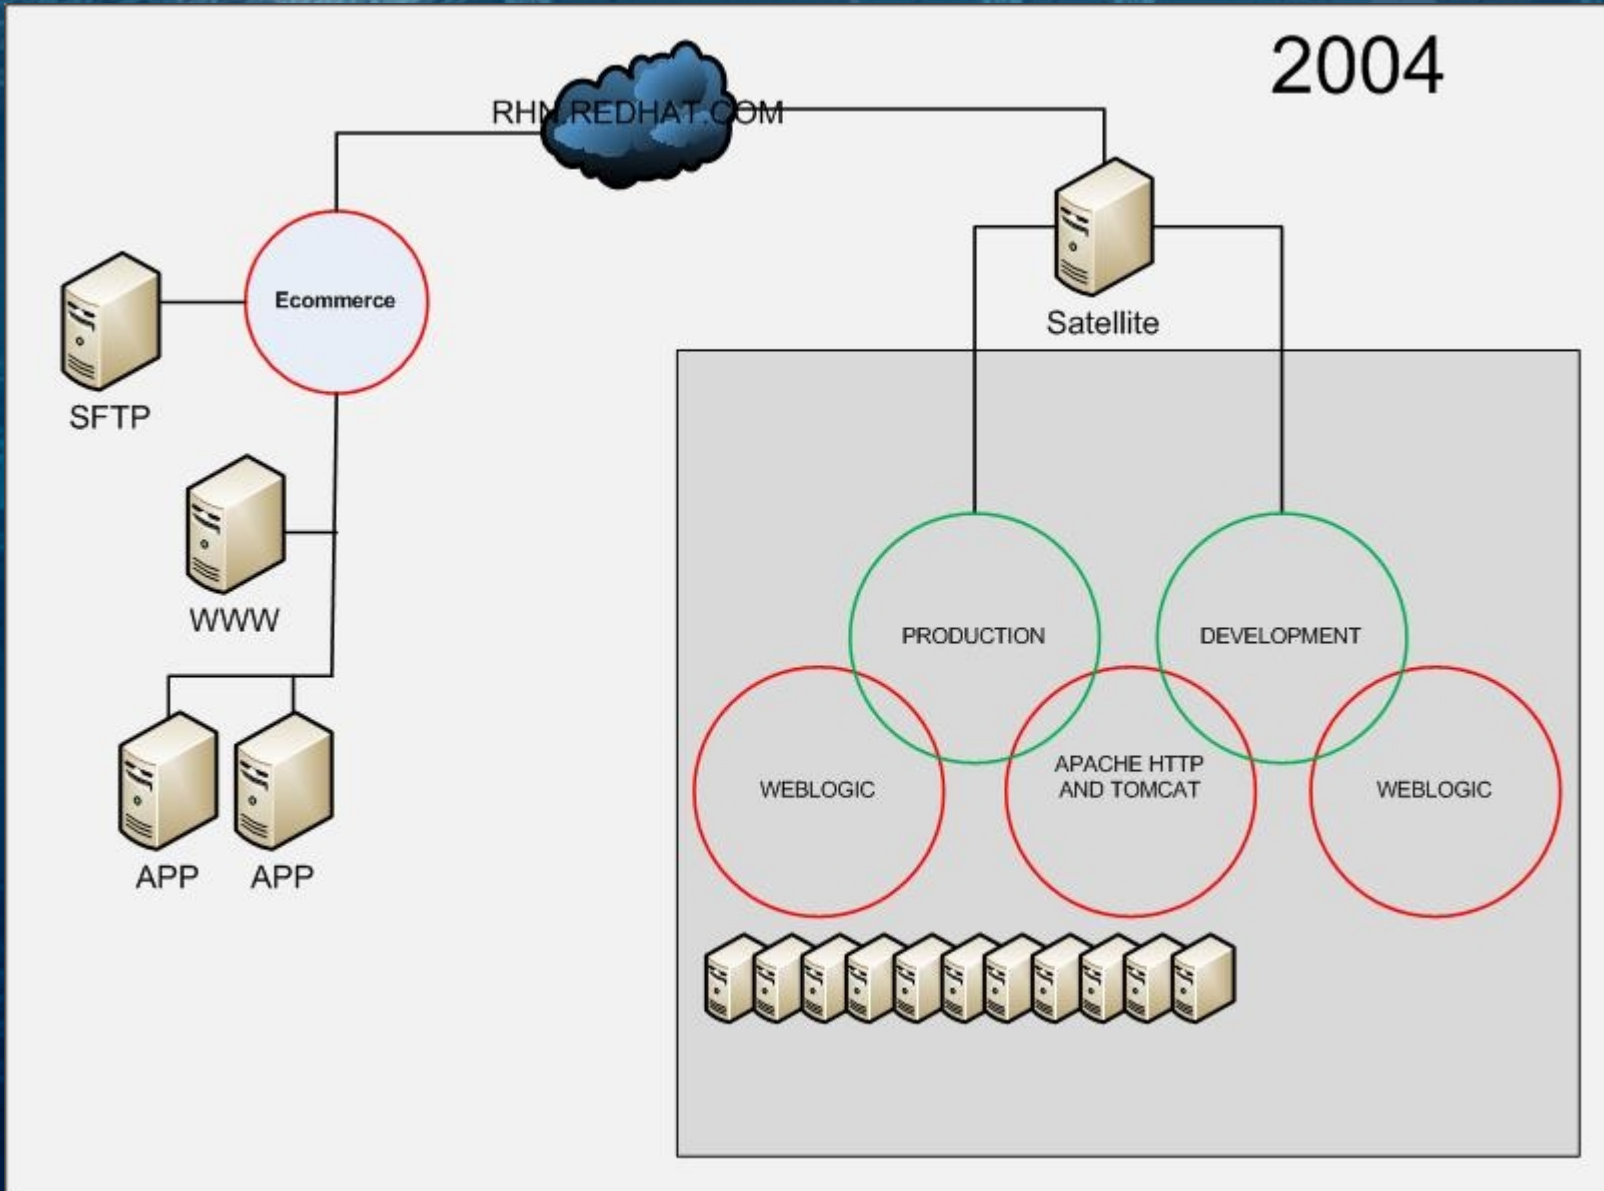 2004
RHN.REDHAT.COM
Ecommerce
SFTP
Satellite
WWW
PRODUCTION
DEVELOPMENT
WEBLOGIC
APACHE HTTP
AND TOMCAT
WEBLOGIC
APP
APP